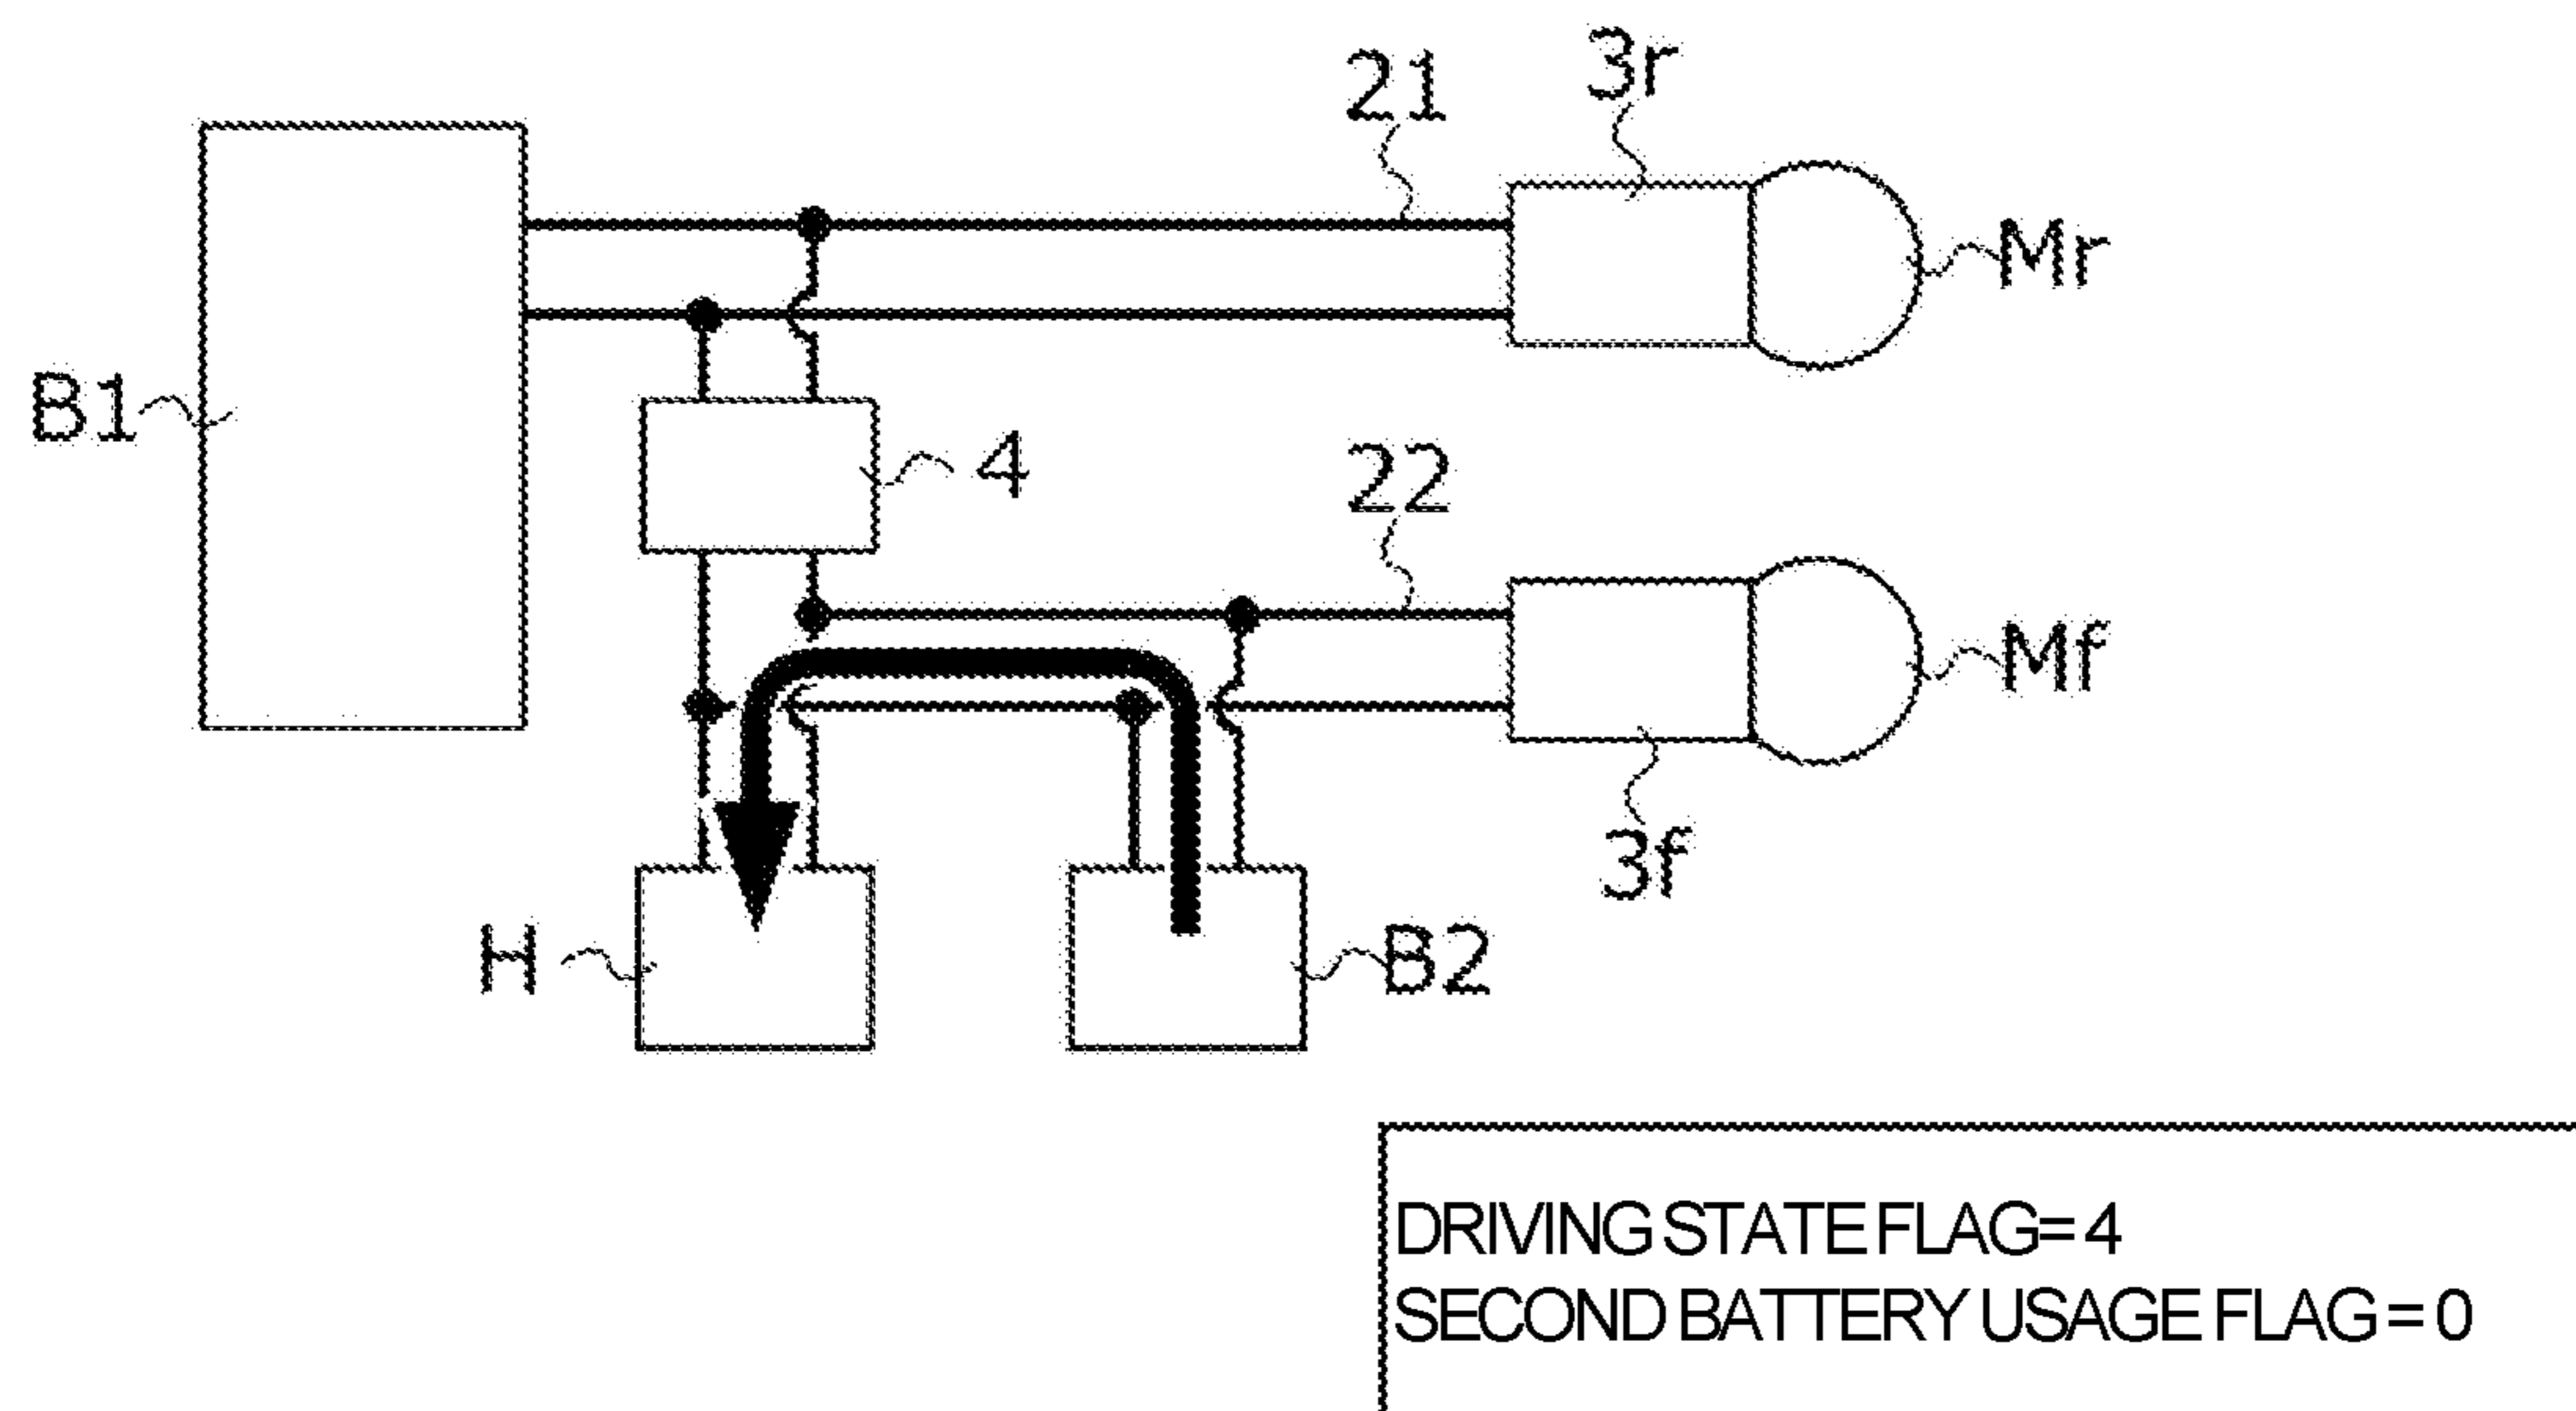 21
3r
Mr
B1
4
22
Mf
3f
H
B2
DRIVING STATE FLAG= 4
SECOND BATTERY USAGE FLAG = 0